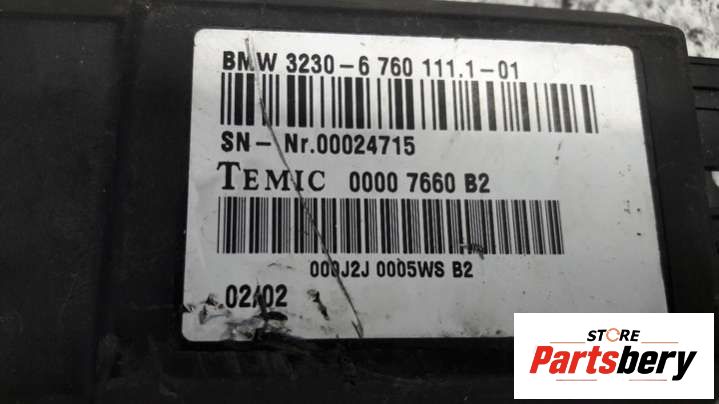 BMW 3230-6 760 111.1-01
SN- Nr.00024715
TEMIC 0000 7660 B2
000J2J 0005WS B2
02/02
STORE
Partsbery